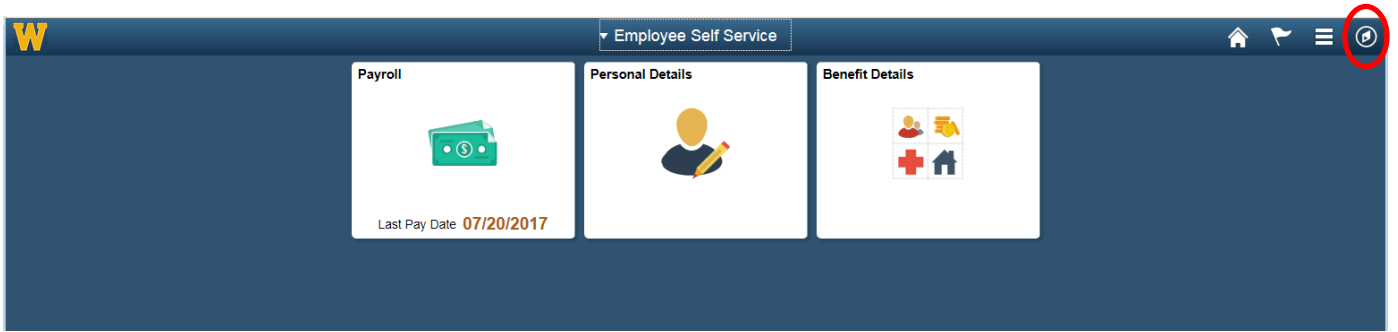 W
Employee Self Service
Payroll
Personal Details
Benefit Details
$
Last Pay Date 07/20/2017